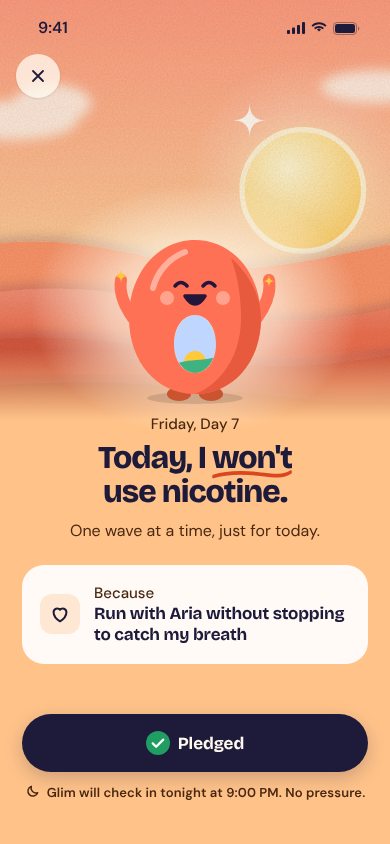 9:41
Friday, Day 7
Today, I won't
use nicotine.
One wave at a time, just for today.
Because
Run with Aria without stopping
to catch my breath
Pledged
Glim will check in tonight at 9:00 PM. No pressure.